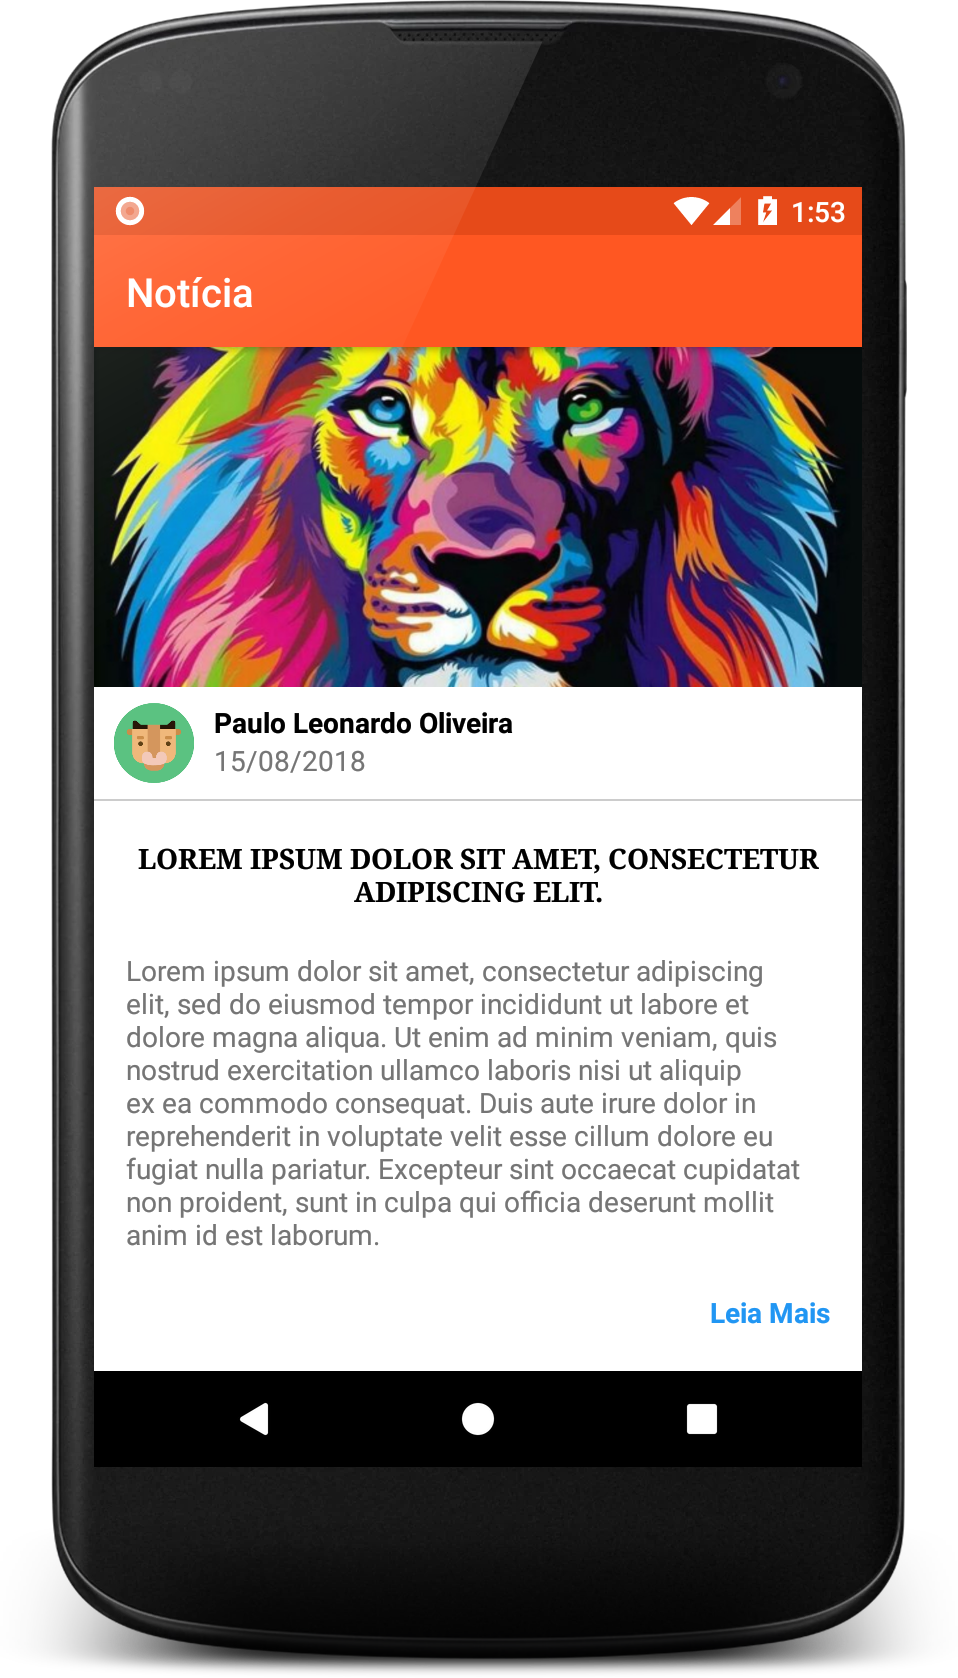 1:53
Notícia
Paulo Leonardo Oliveira
15/08/2018
LOREM IPSUM DOLOR SIT AMET, CONSECTETUR
ADIPISCING ELIT.
Lorem ipsum dolor sit amet, consectetur adipiscing
elit, sed do eiusmod tempor incididunt ut labore et
dolore magna aliqua. Ut enim ad minim veniam, quis
nostrud exercitation ullamco laboris nisi ut aliquip
ex ea commodo consequat. Duis aute irure dolor in
reprehenderit in voluptate velit esse cillum dolore eu
fugiat nulla pariatur. Excepteur sint occaecat cupidatat
non proident, sunt in culpa qui officia deserunt mollit
anim id est laborum.
Leia Mais